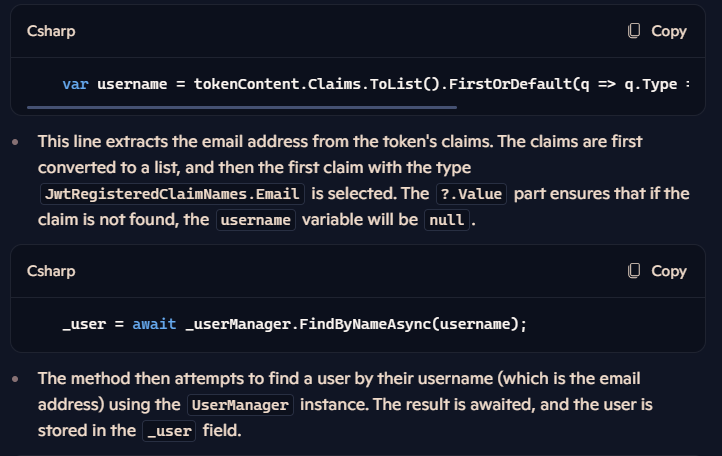 Csharp Copy
var username = tokenContent.Claims.ToList().FirstOrDefault(q => q.Type =
• This line extracts the email address from the token's claims. The claims are first
converted to a list, and then the first claim with the type
JwtRegisteredClaimNames.Email is selected. The ?.Value part ensures that if the
claim is not found, the username variable will be null.
Csharp Copy
_user = await _userManager.FindByNameAsync(username);
• The method then attempts to find a user by their username (which is the email
address) using the UserManager instance. The result is awaited, and the user is
stored in the _user field.